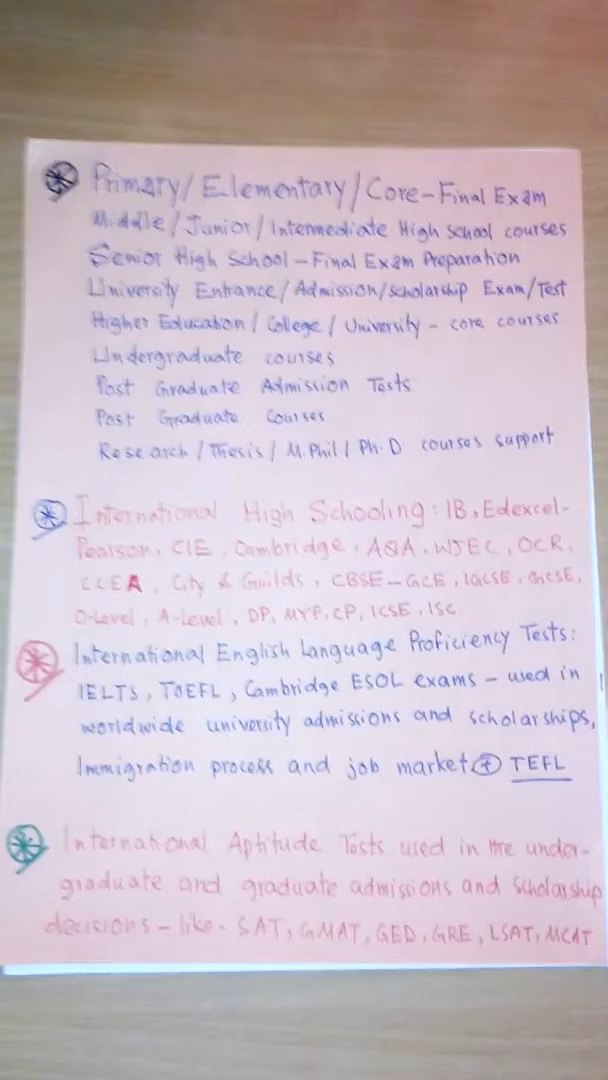 Primary/Elementary/Core-Final Exam
Middle/Junior/Intermediate High School courses
Senior High School - Final Exam Preparation
University Entrance/Admission/Scholarship Exam/Test
Higher Education/College/University - core courses
Undergraduate courses
Post Graduate Admission Tests
Post Graduate Courses
Research/Thesis/M.Phil/Ph.D courses support
International High Schooling: IB, Edexcel-
Pearson, CIE, Cambridge, AQA, WJEC, OCR,
CCEA, City & Guilds, CBSE-GCE, IGCSE, GCSE,
O-Level, A-Level, DP, MYP, CP, ICSE, ISC
International English Language Proficiency Tests:
IELTS, TOEFL, Cambridge ESOL exams - used in
worldwide university admissions and scholarships,
Immigration process and job market + TEFL
International Aptitude Tests used in the under-
graduate and graduate admissions and scholarship
decisions - like - SAT, GMAT, GED, GRE, LSAT, MCAT